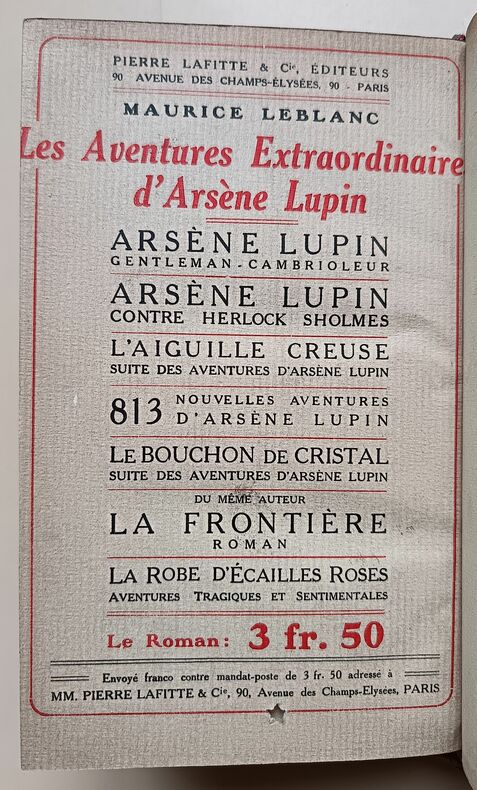 PIERRE LAFITTE & Cie, ÉDITEURS
90 AVENUE DES CHAMPS-ÉLYSÉES, 90 - PARIS
MAURICE LEBLANC
Les Aventures Extraordinaire
d'Arsène Lupin
ARSÈNE LUPIN
GENTLEMAN-CAMBRIOLEUR
ARSÈNE LUPIN
CONTRE HERLOCK SHOLMES
L'AIGUILLE CREUSE
SUITE DES AVENTURES D'ARSÈNE LUPIN
813 NOUVELLES AVENTURES
D'ARSÈNE LUPIN
LE BOUCHON DE CRISTAL
SUITE DES AVENTURES D'ARSÈNE LUPIN
DU MÊME AUTEUR
LA FRONTIÈRE
ROMAN
LA ROBE D'ÉCAILLES ROSES
AVENTURES TRAGIQUES ET SENTIMENTALES
Le Roman: 3 fr. 50
Envoyé franco contre mandat-poste de 3 fr. 50 adressé à
MM. PIERRE LAFITTE & Cie, 90, Avenue des Champs-Elysées, PARIS